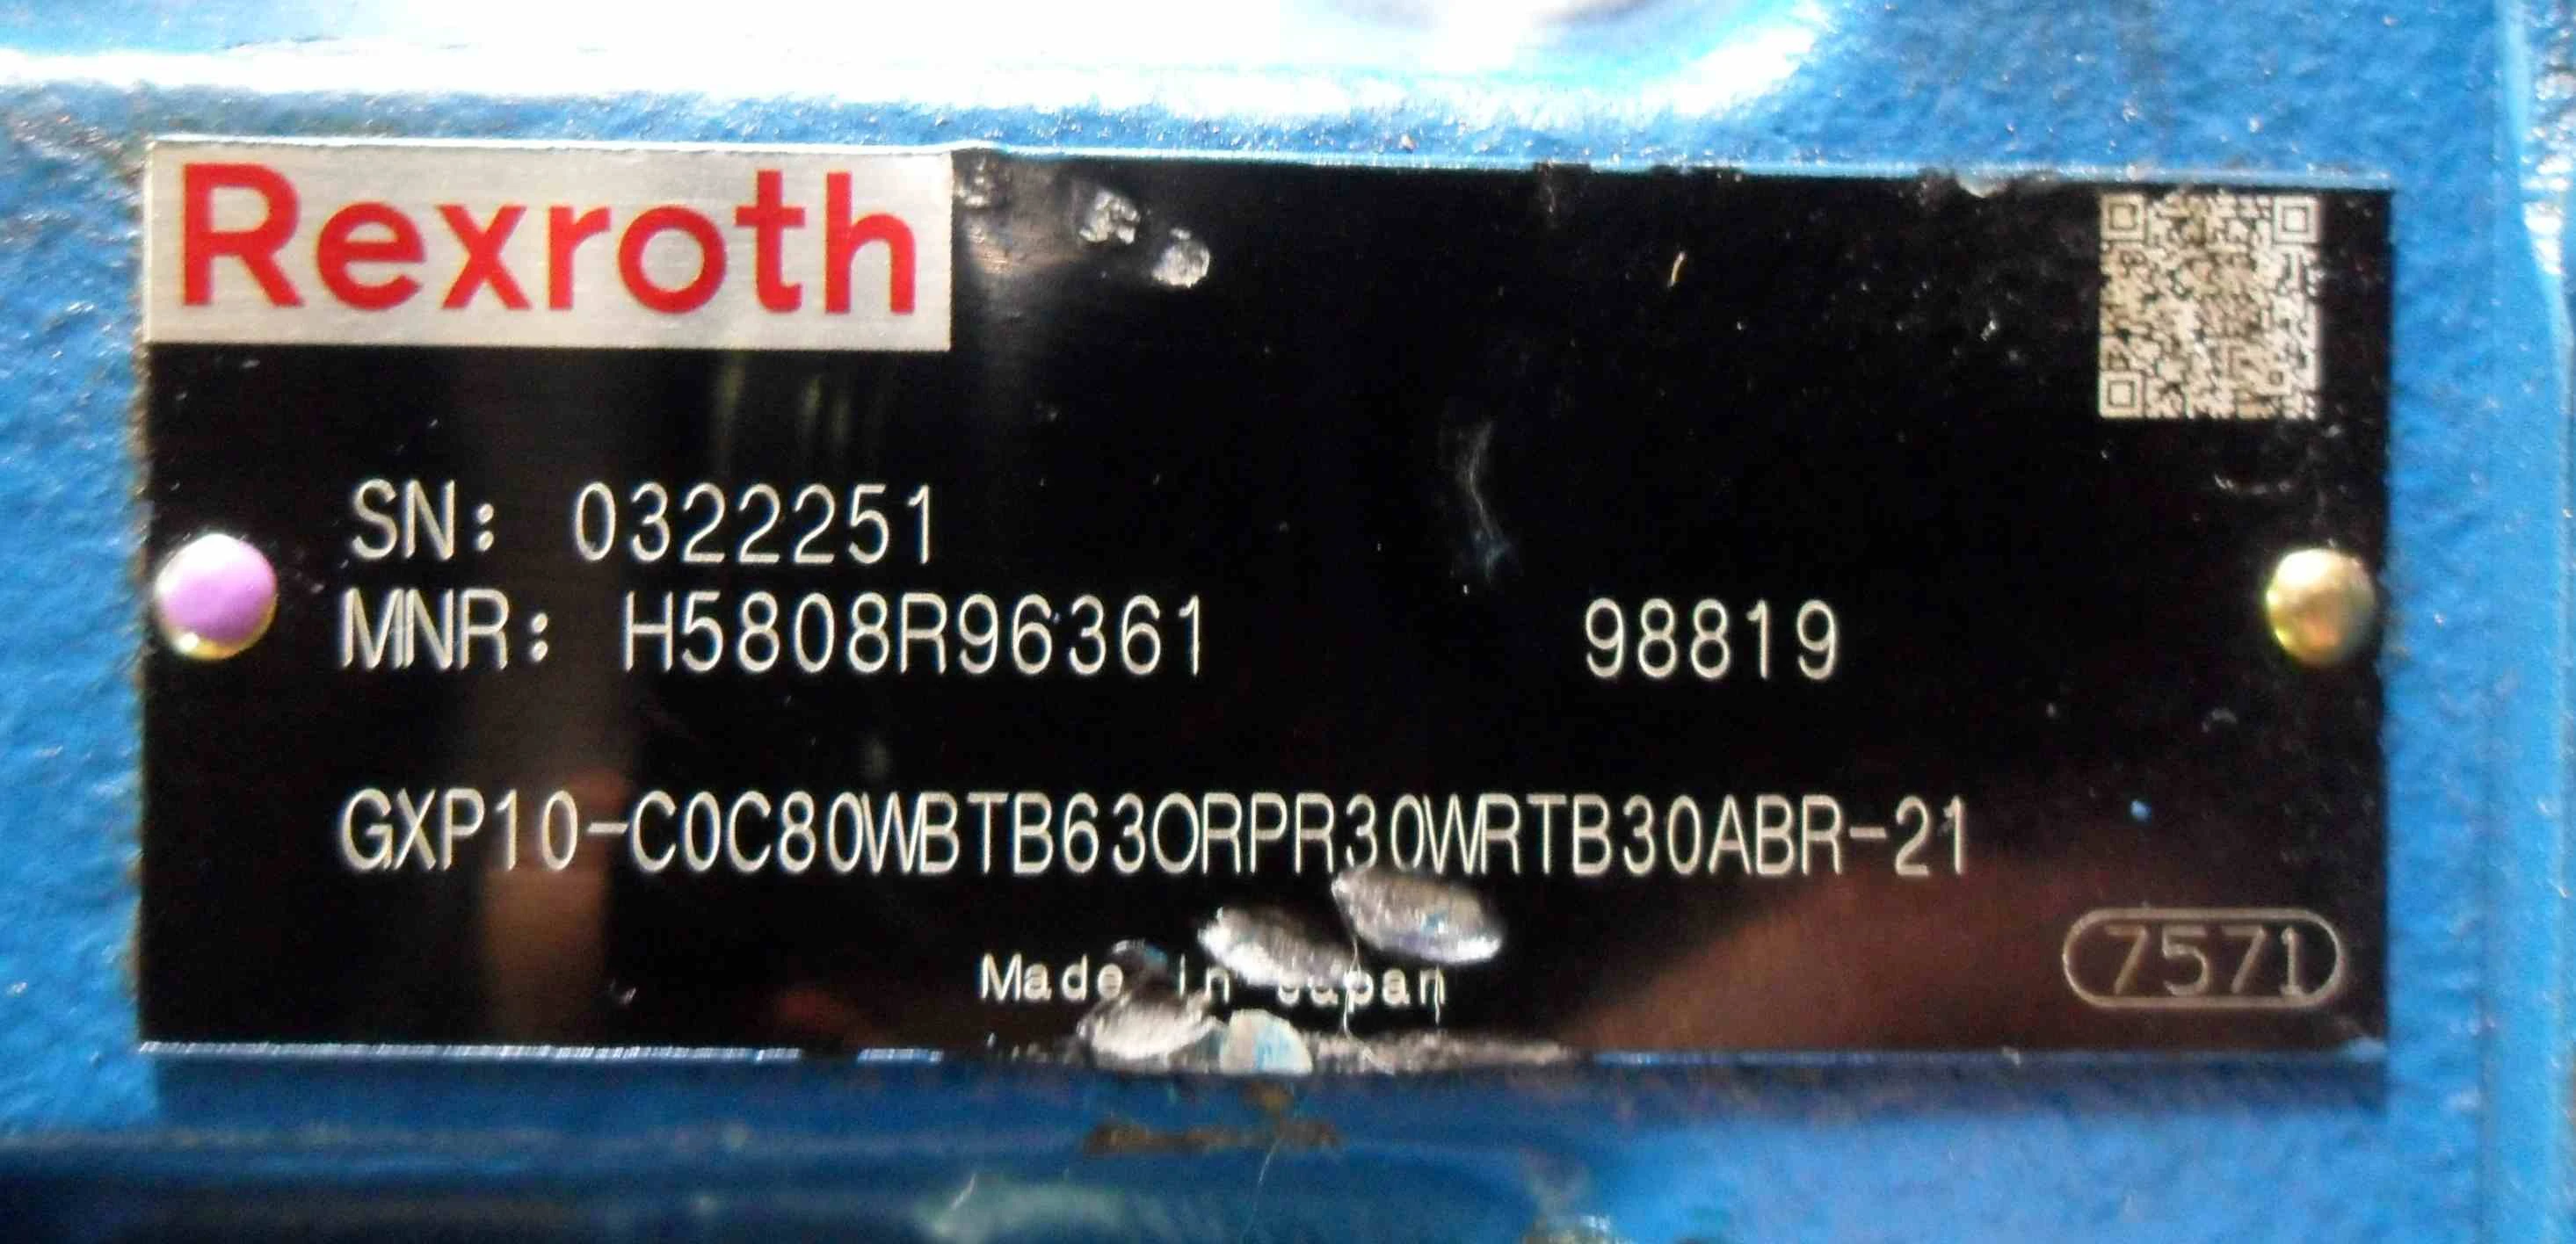 Rexroth
SN: 0322251
MNR: H5808R96361 98819
GXP10-C0C80WBTB63ORPR30WRTB30ABR-21
Made in Japan
7571